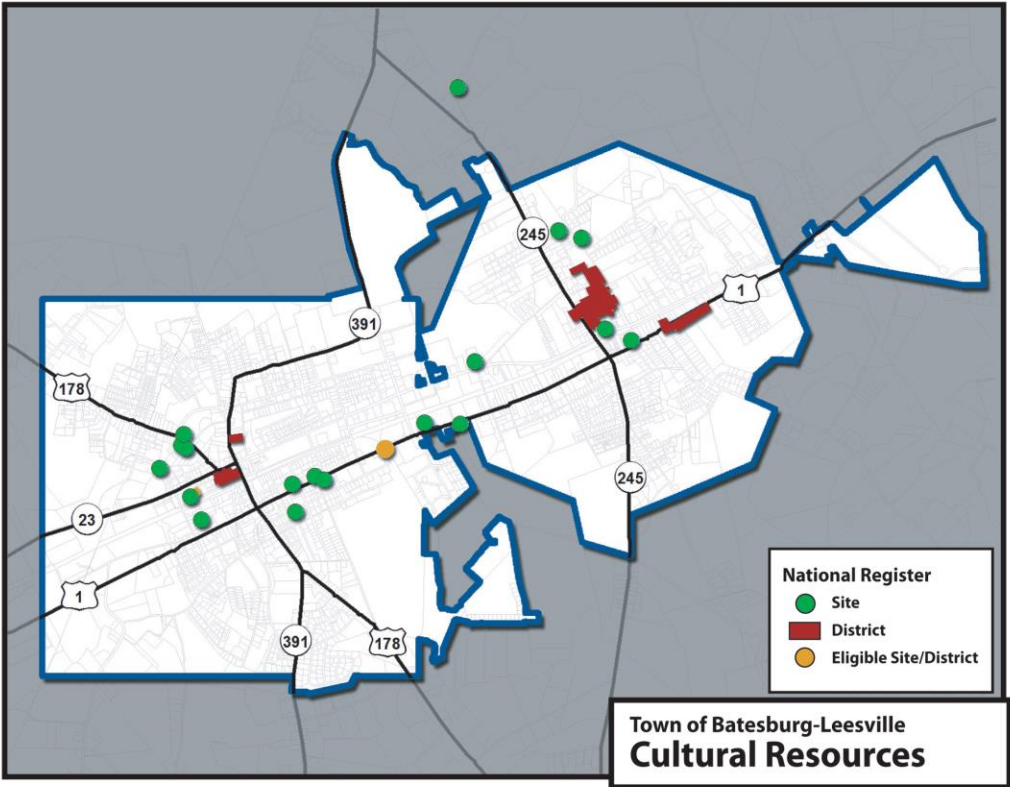 245
1
391
178
245
23
1
391
178
National Register
Site
District
Eligible Site/District
Town of Batesburg-Leesville
Cultural Resources